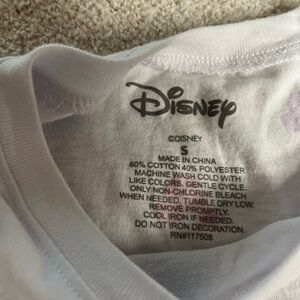 Disney
©DISNEY
S
MADE IN CHINA
60% COTTON 40% POLYESTER
MACHINE WASH COLD WITH
LIKE COLORS. GENTLE CYCLE.
ONLY NON-CHLORINE BLEACH
WHEN NEEDED. TUMBLE DRY LOW.
REMOVE PROMPTLY.
COOL IRON IF NEEDED.
DO NOT IRON DECORATION.
RN#117508